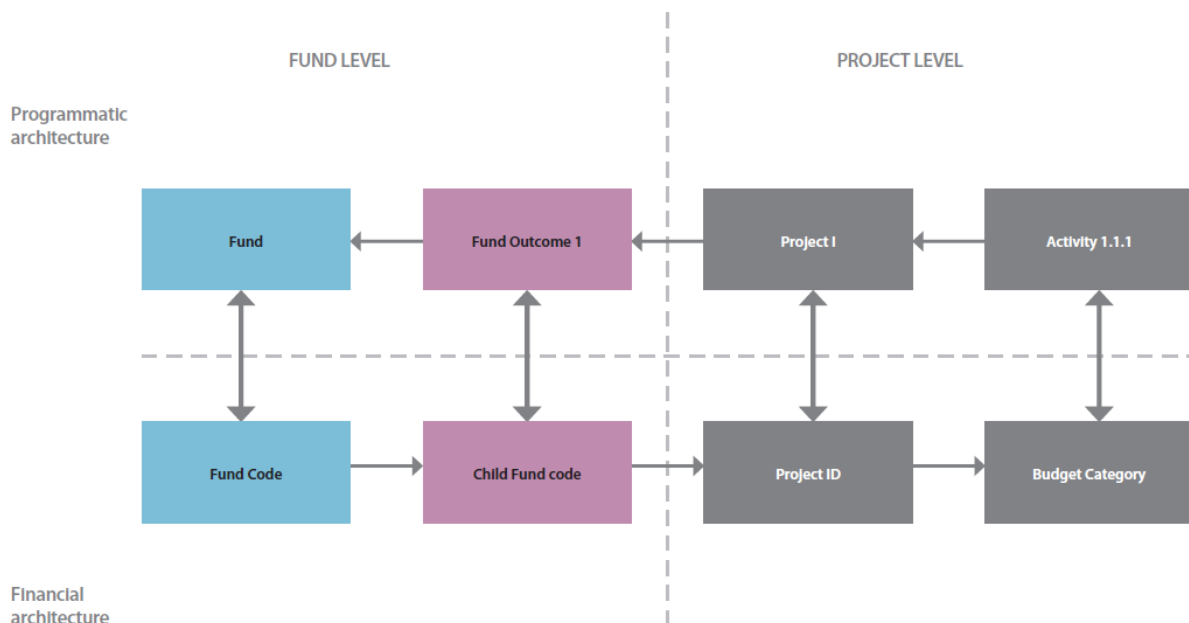 FUND LEVEL
PROJECT LEVEL
Programmatic
architecture
Fund
Fund Outcome 1
Project I
Activity 1.1.1
Fund Code
Child Fund code
Project ID
Budget Category
Financial
architecture